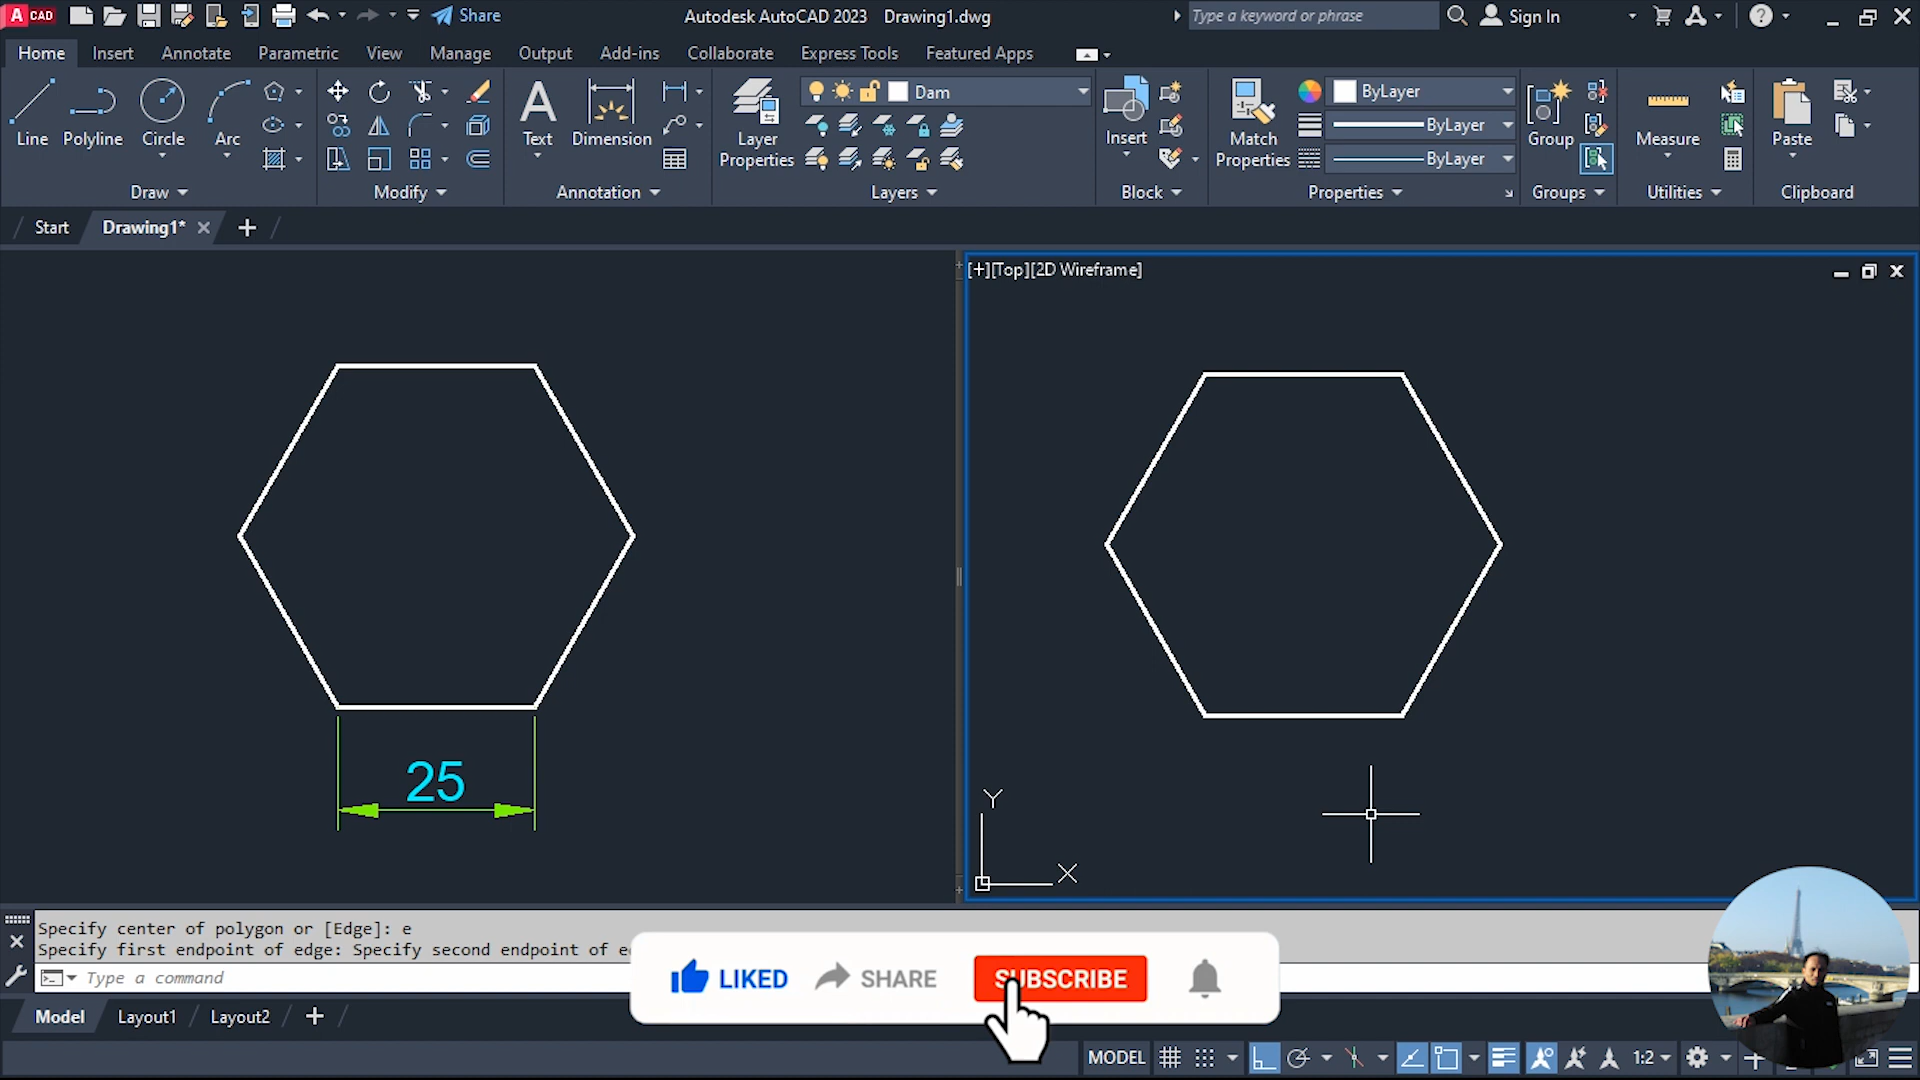 CAD
Share
Autodesk AutoCAD 2023 Drawing1.dwg
Type a keyword or phrase
Sign In
Home Insert Annotate Parametric View Manage Output Add-ins Collaborate Express Tools Featured Apps
Line Polyline Circle Arc
Draw
Modify
Text Dimension
Annotation
Layer Properties
Dam
Layers
Insert
Block
Match Properties
ByLayer
ByLayer
ByLayer
Properties
Group
Groups
Measure
Utilities
Paste
Clipboard
Start Drawing1*
[+][Top][2D Wireframe]
25
Y
X
Specify center of polygon or [Edge]: e
Specify first endpoint of edge: Specify second endpoint of
Type a command
LIKED SHARE SUBSCRIBE
Model Layout1 Layout2
MODEL
1:2